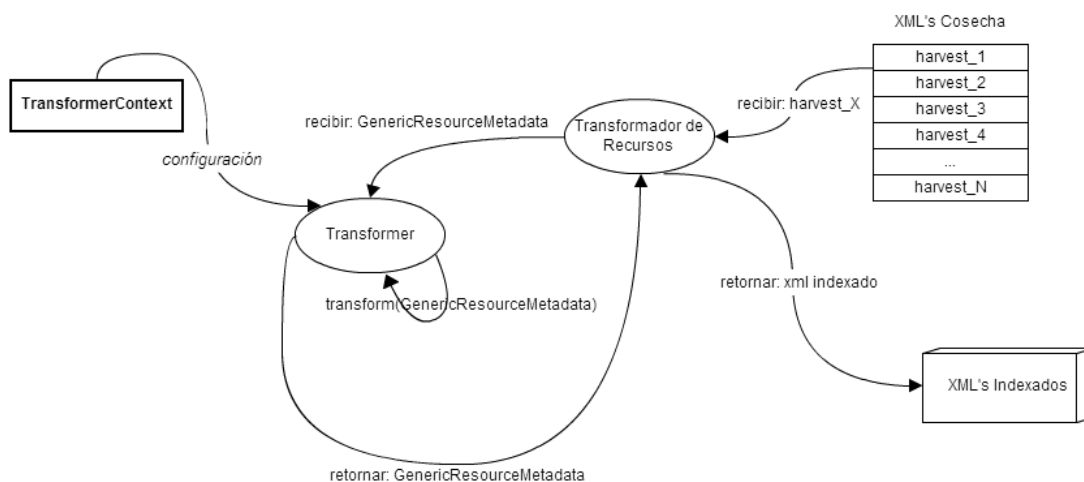 XML's Cosecha
harvest_1
harvest_2
harvest_3
harvest_4
...
harvest_N
TransformerContext
recibir: harvest_X
recibir: GenericResourceMetadata
Transformador de
Recursos
configuración
Transformer
transform(GenericResourceMetadata)
retornar: xml indexado
XML's Indexados
retornar: GenericResourceMetadata